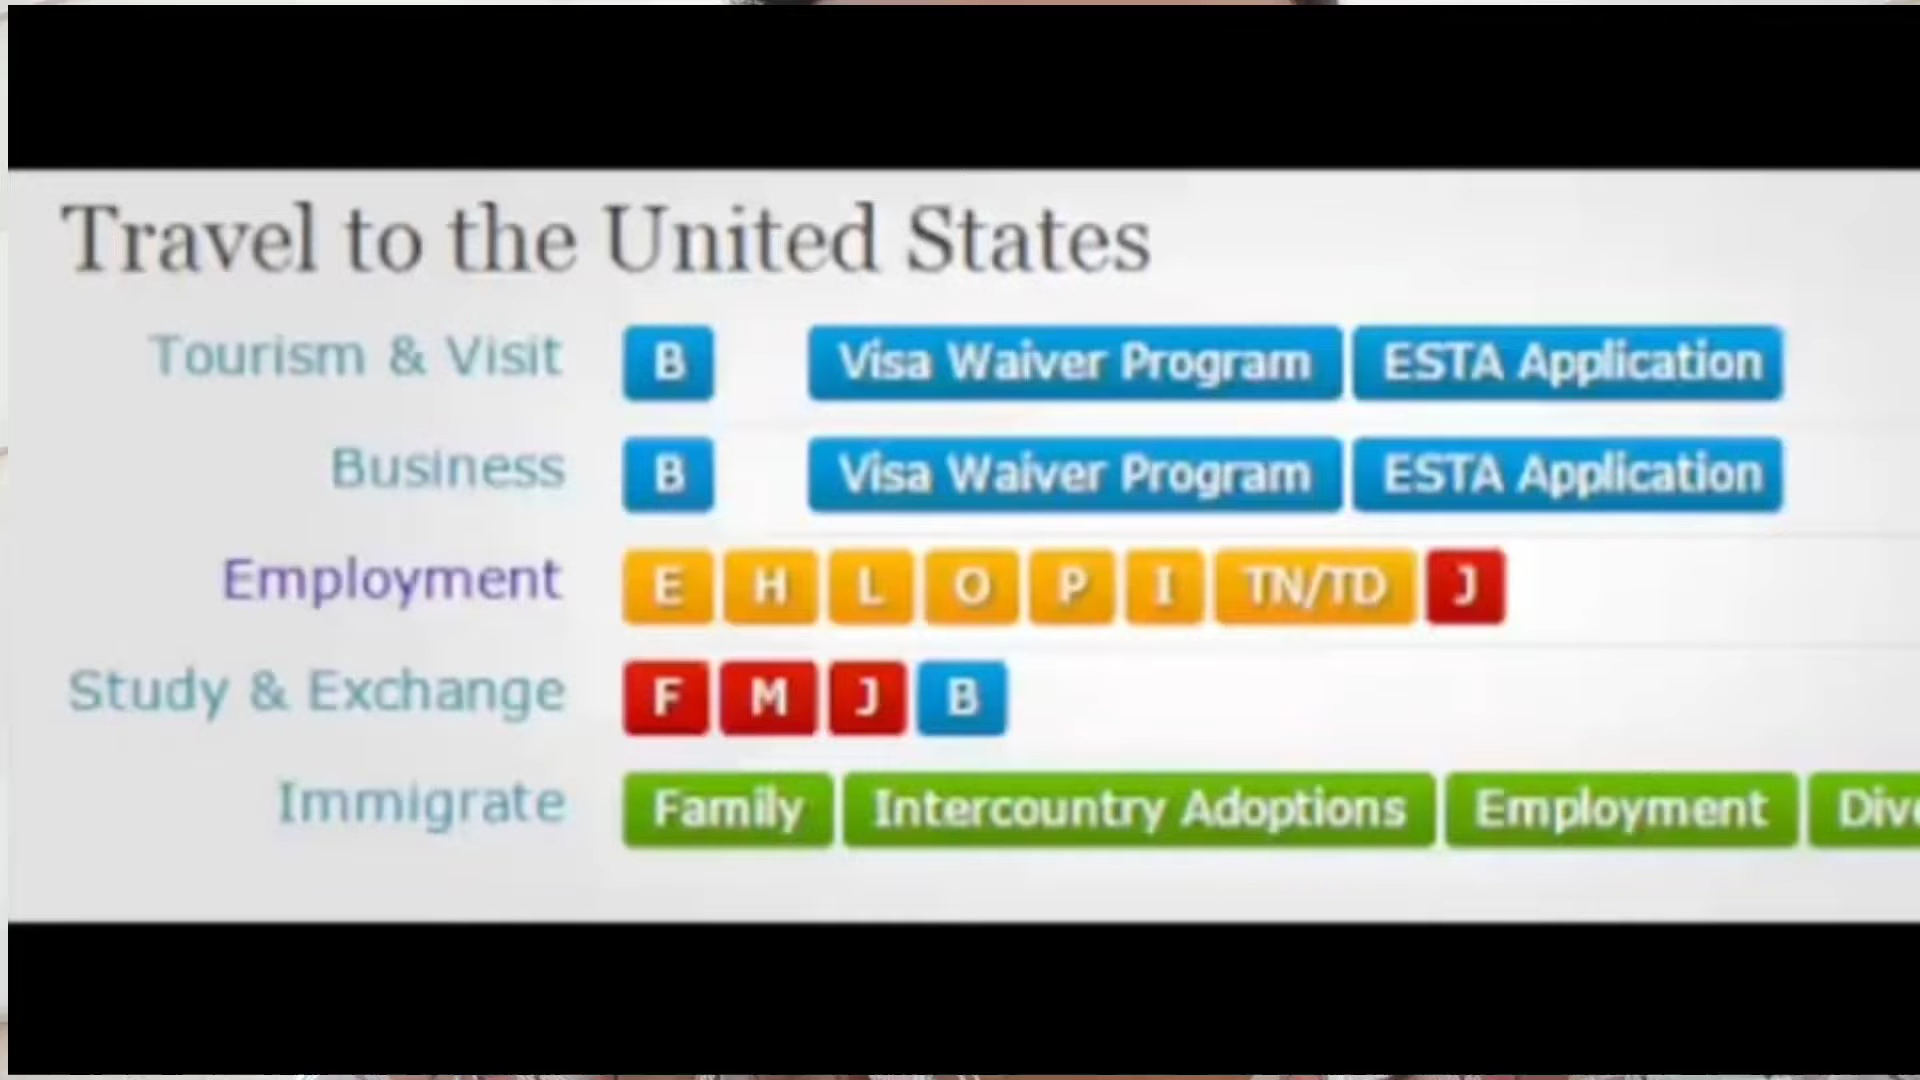 Travel to the United States
Tourism & Visit B Visa Waiver Program ESTA Application
Business B Visa Waiver Program ESTA Application
Employment E H L O P I TN/TD J
Study & Exchange F M J B
Immigrate Family Intercountry Adoptions Employment